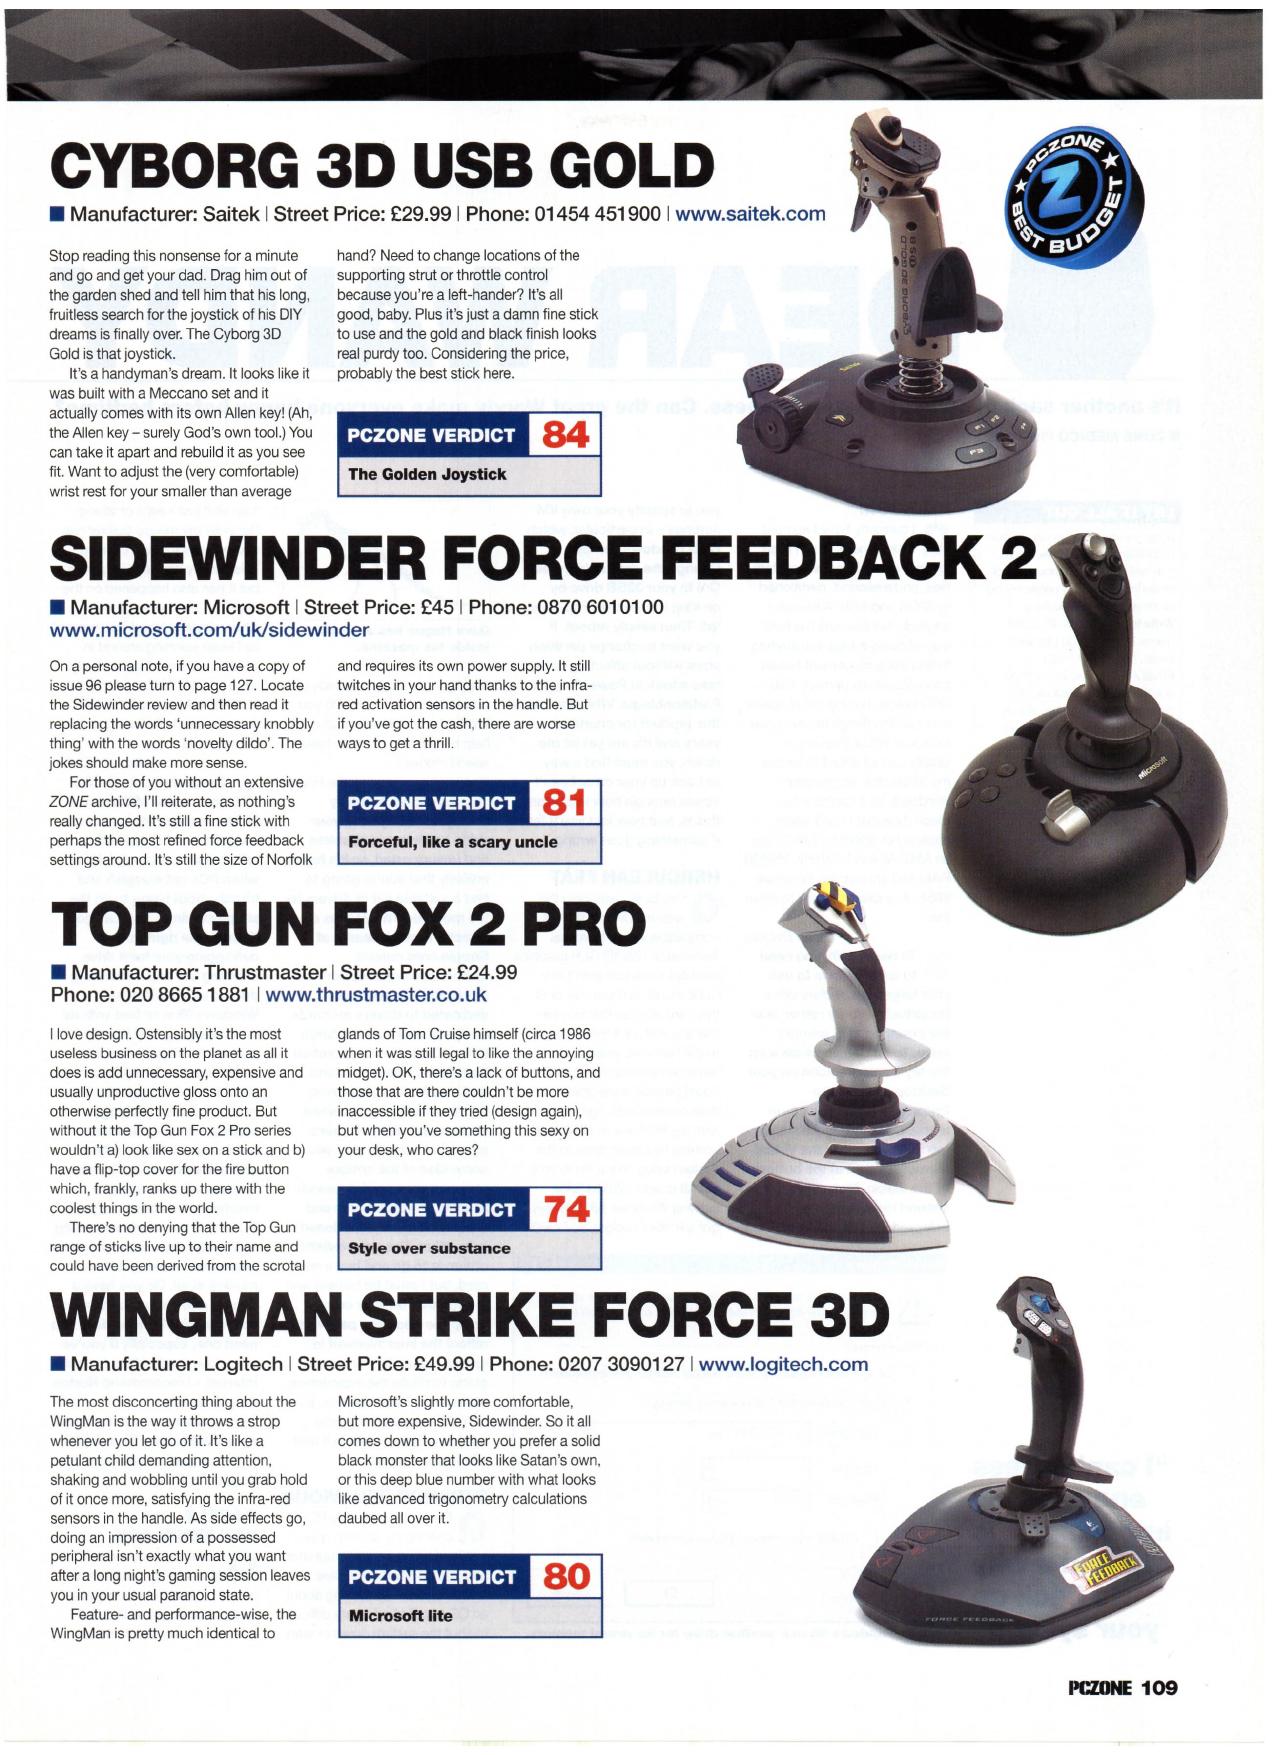 CYBORG 3D USB GOLD
■ Manufacturer: Saitek | Street Price: £29.99 | Phone: 01454 451900 | www.saitek.com
PCZONE
Z
BEST BUDGET
Stop reading this nonsense for a minute
and go and get your dad. Drag him out of
the garden shed and tell him that his long,
fruitless search for the joystick of his DIY
dreams is finally over. The Cyborg 3D
Gold is that joystick.
It's a handyman's dream. It looks like it
was built with a Meccano set and it
actually comes with its own Allen key! (Ah,
the Allen key – surely God's own tool.) You
can take it apart and rebuild it as you see
fit. Want to adjust the (very comfortable)
wrist rest for your smaller than average
hand? Need to change locations of the
supporting strut or throttle control
because you're a left-hander? It's all
good, baby. Plus it's just a damn fine stick
to use and the gold and black finish looks
real purdy too. Considering the price,
probably the best stick here.
PCZONE VERDICT 84
The Golden Joystick
CYBORG 3D GOLD USB
Saitek
F3
SIDEWINDER FORCE FEEDBACK 2
■ Manufacturer: Microsoft | Street Price: £45 | Phone: 0870 6010100
www.microsoft.com/uk/sidewinder
On a personal note, if you have a copy of
issue 96 please turn to page 127. Locate
the Sidewinder review and then read it
replacing the words 'unnecessary knobbly
thing' with the words 'novelty dildo'. The
jokes should make more sense.
For those of you without an extensive
ZONE archive, I'll reiterate, as nothing's
really changed. It's still a fine stick with
perhaps the most refined force feedback
settings around. It's still the size of Norfolk
and requires its own power supply. It still
twitches in your hand thanks to the infra-
red activation sensors in the handle. But
if you've got the cash, there are worse
ways to get a thrill.
PCZONE VERDICT 81
Forceful, like a scary uncle
Microsoft
TOP GUN FOX 2 PRO
■ Manufacturer: Thrustmaster | Street Price: £24.99
Phone: 020 8665 1881 | www.thrustmaster.co.uk
I love design. Ostensibly it's the most
useless business on the planet as all it
does is add unnecessary, expensive and
usually unproductive gloss onto an
otherwise perfectly fine product. But
without it the Top Gun Fox 2 Pro series
wouldn't a) look like sex on a stick and b)
have a flip-top cover for the fire button
which, frankly, ranks up there with the
coolest things in the world.
There's no denying that the Top Gun
range of sticks live up to their name and
could have been derived from the scrotal
glands of Tom Cruise himself (circa 1986
when it was still legal to like the annoying
midget). OK, there's a lack of buttons, and
those that are there couldn't be more
inaccessible if they tried (design again),
but when you've something this sexy on
your desk, who cares?
PCZONE VERDICT 74
Style over substance
WINGMAN STRIKE FORCE 3D
■ Manufacturer: Logitech | Street Price: £49.99 | Phone: 0207 3090127 | www.logitech.com
The most disconcerting thing about the
WingMan is the way it throws a strop
whenever you let go of it. It's like a
petulant child demanding attention,
shaking and wobbling until you grab hold
of it once more, satisfying the infra-red
sensors in the handle. As side effects go,
doing an impression of a possessed
peripheral isn't exactly what you want
after a long night's gaming session leaves
you in your usual paranoid state.
Feature- and performance-wise, the
WingMan is pretty much identical to
Microsoft's slightly more comfortable,
but more expensive, Sidewinder. So it all
comes down to whether you prefer a solid
black monster that looks like Satan's own,
or this deep blue number with what looks
like advanced trigonometry calculations
daubed all over it.
PCZONE VERDICT 80
Microsoft lite
FORCE
FEEDBACK
FORCE FEEDBACK
PCZONE 109